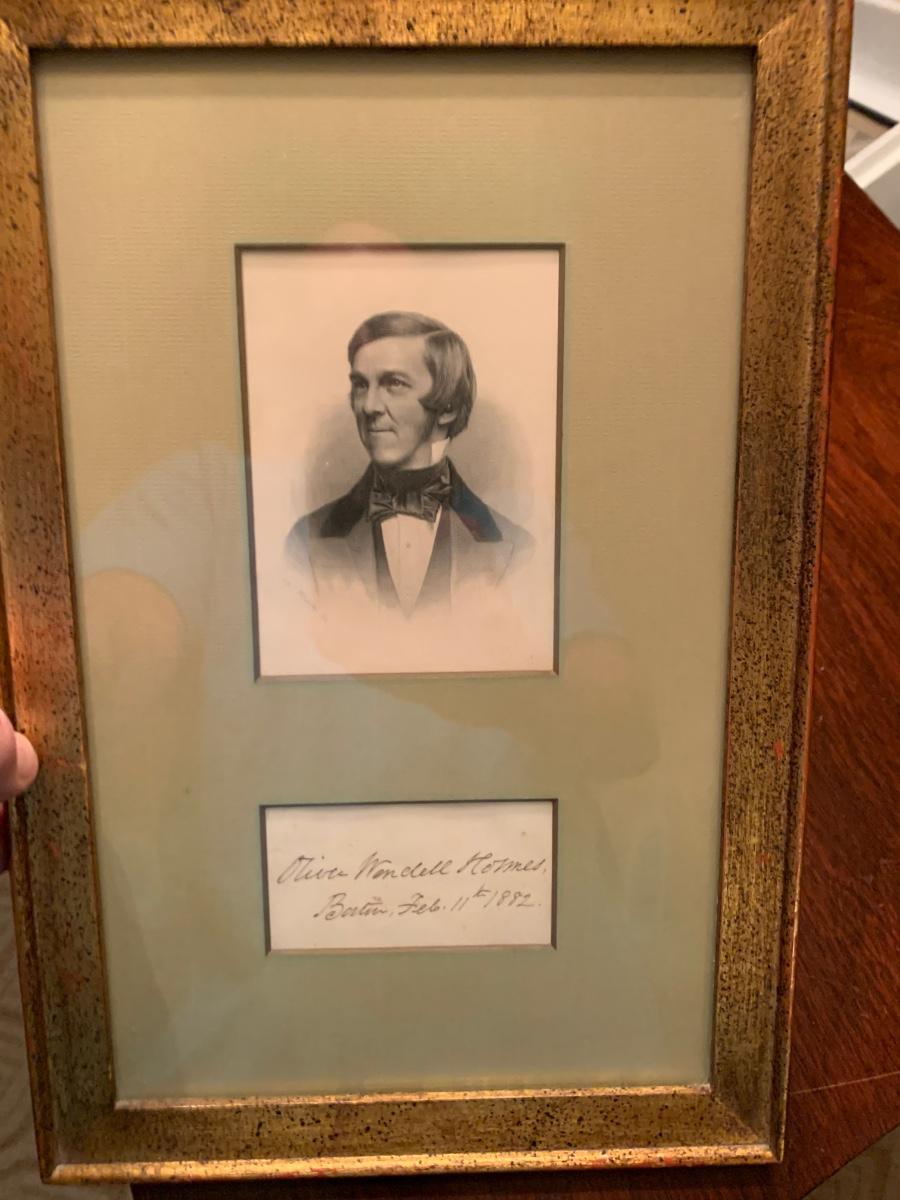 Oliver Wendell Holmes,
Boston, Feb. 11th 1882.